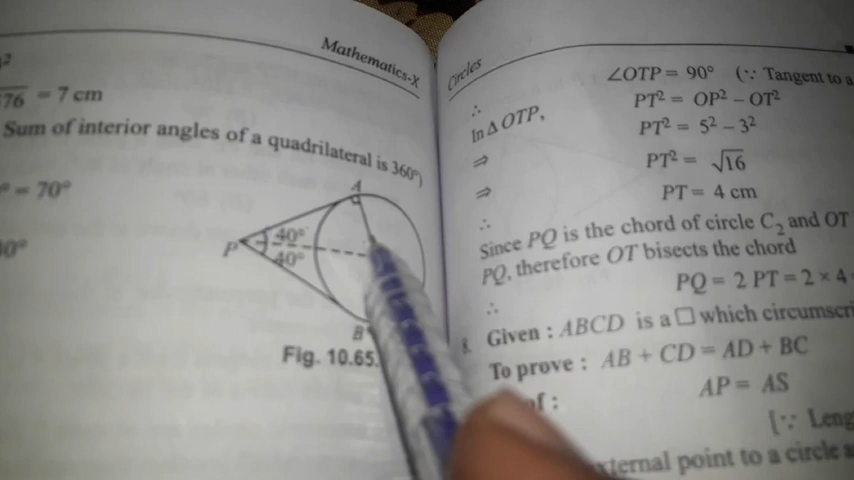 Mathematics-X
76 = 7 cm
Sum of interior angles of a quadrilateral is 360°)
° = 70°
0°
A
P
40°
40°
B
Fig. 10.65.
Circles
∠OTP = 90° (∵ Tangent to a
∴
In Δ OTP, PT² = OP² – OT²
⇒ PT² = 5² – 3²
⇒ PT² = √16
∴ PT = 4 cm
Since PQ is the chord of circle C₂ and OT
PQ, therefore OT bisects the chord
∴ PQ = 2 PT = 2 × 4
8. Given : ABCD is a □ which circumscri
To prove : AB + CD = AD + BC
of : AP = AS
[∵ Leng
external point to a circle a